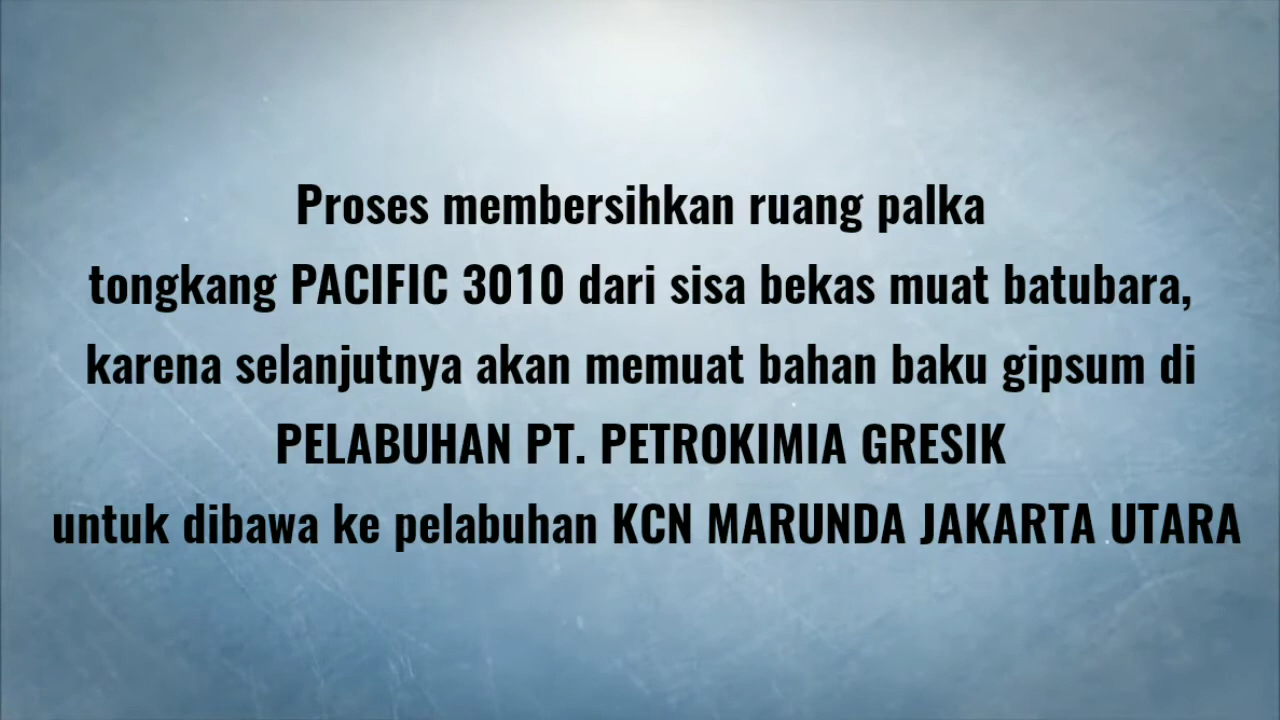 Proses membersihkan ruang palka
tongkang PACIFIC 3010 dari sisa bekas muat batubara,
karena selanjutnya akan memuat bahan baku gipsum di
PELABUHAN PT. PETROKIMIA GRESIK
untuk dibawa ke pelabuhan KCN MARUNDA JAKARTA UTARA